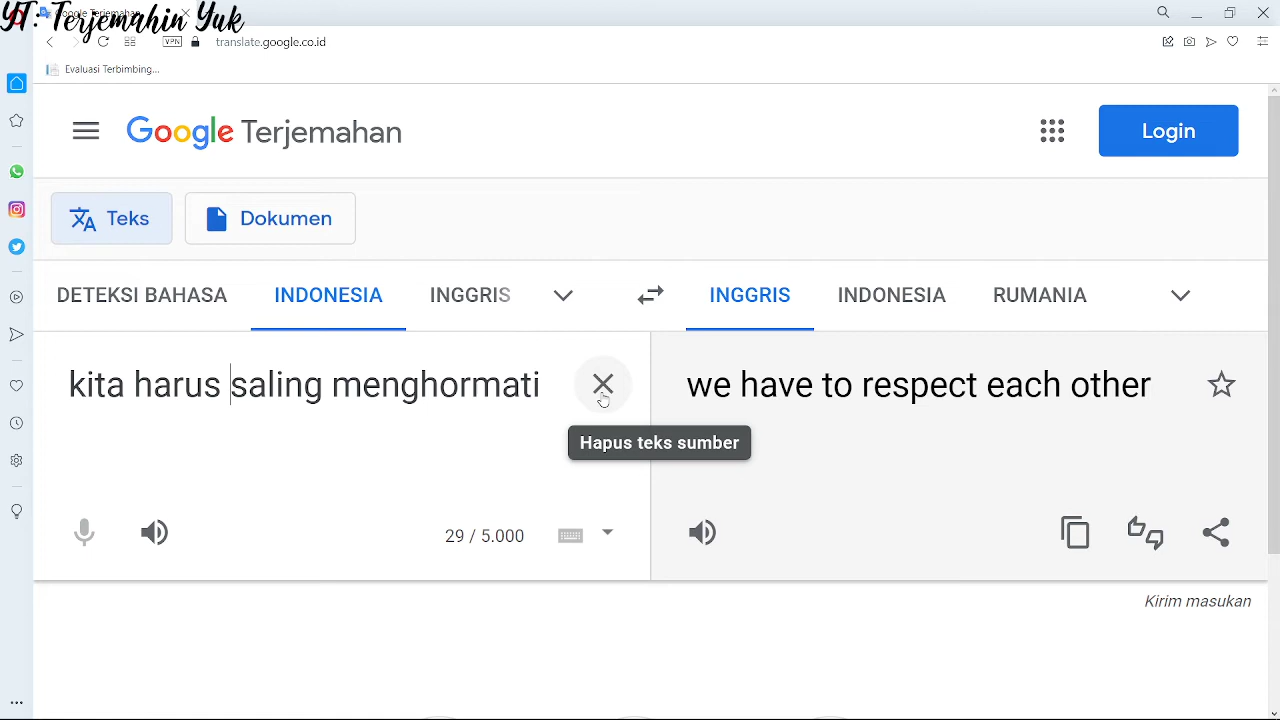 YT: Terjemahin Yuk
VPN
translate.google.co.id
Evaluasi Terbimbing...
Google Terjemahan
Login
Teks
Dokumen
DETEKSI BAHASA
INDONESIA
INGGRIS
INGGRIS
INDONESIA
RUMANIA
kita harus saling menghormati
we have to respect each other
Hapus teks sumber
29 / 5.000
Kirim masukan